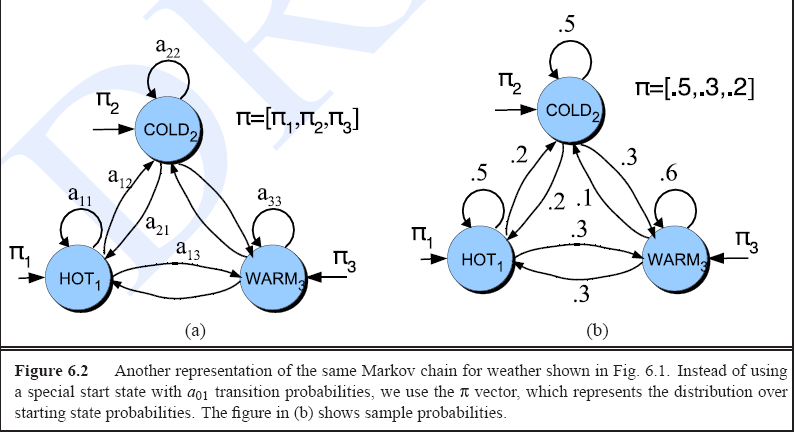 a22
π2
COLD2
π=[π1,π2,π3]
a12
a11
a21
a33
a13
π1
HOT1
WARM3
π3
(a)
.5
π2
COLD2
π=[.5,.3,.2]
.2
.3
.5
.2
.1
.6
.3
π1
HOT1
WARM3
π3
.3
(b)
Figure 6.2 Another representation of the same Markov chain for weather shown in Fig. 6.1. Instead of using
a special start state with a01 transition probabilities, we use the π vector, which represents the distribution over
starting state probabilities. The figure in (b) shows sample probabilities.